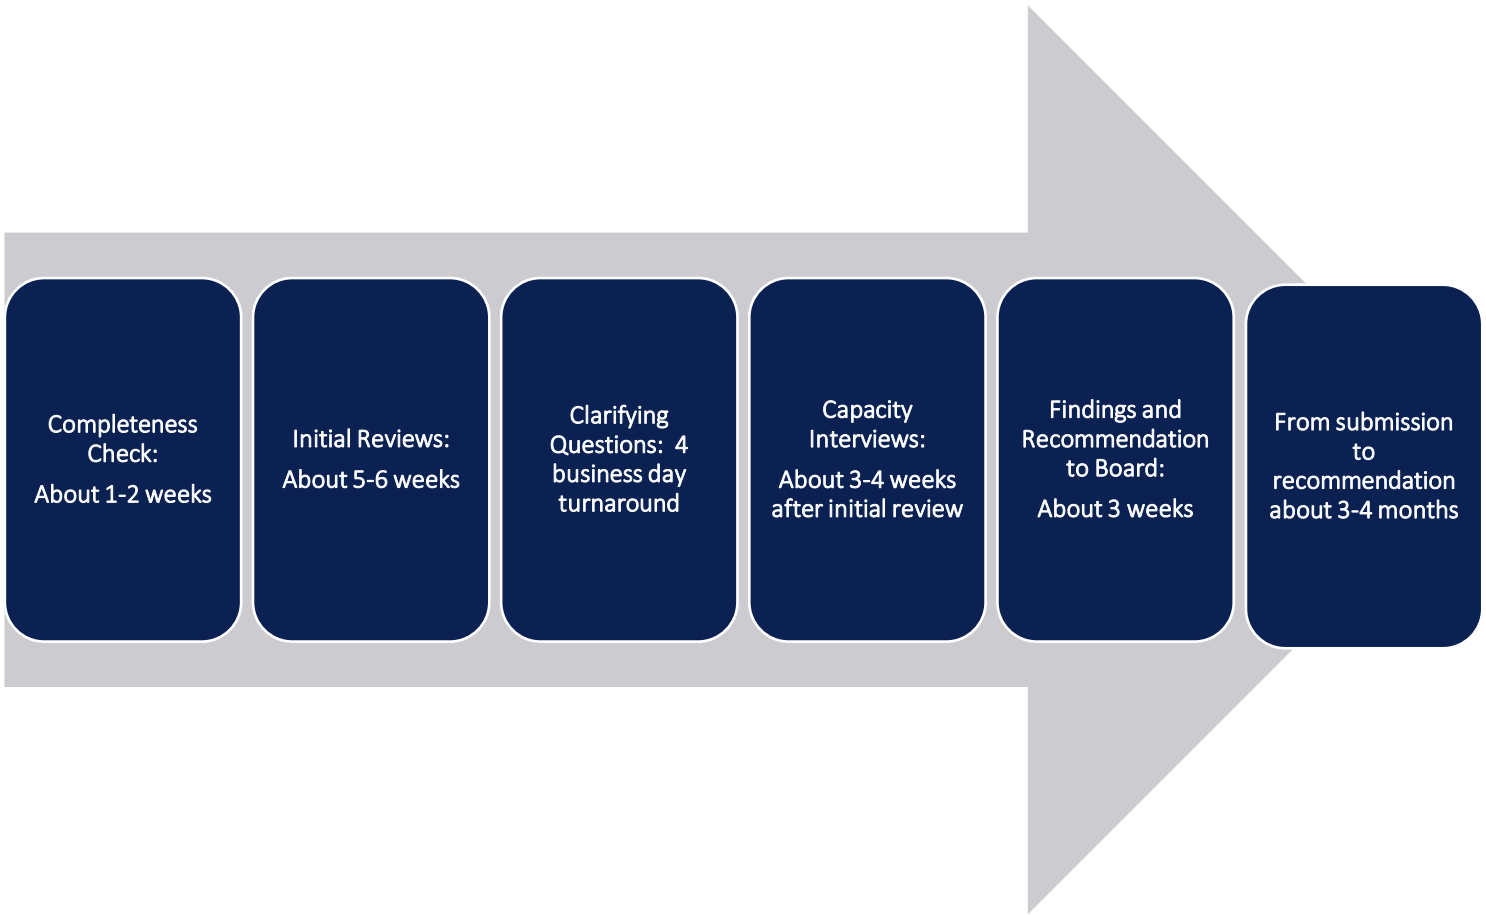 Completeness
Check:
About 1-2 weeks
Initial Reviews:
About 5-6 weeks
Clarifying
Questions:  4
business day
turnaround
Capacity
Interviews:
About 3-4 weeks
after initial review
Findings and
Recommendation
to Board:
About 3 weeks
From submission
to
recommendation
about 3-4 months